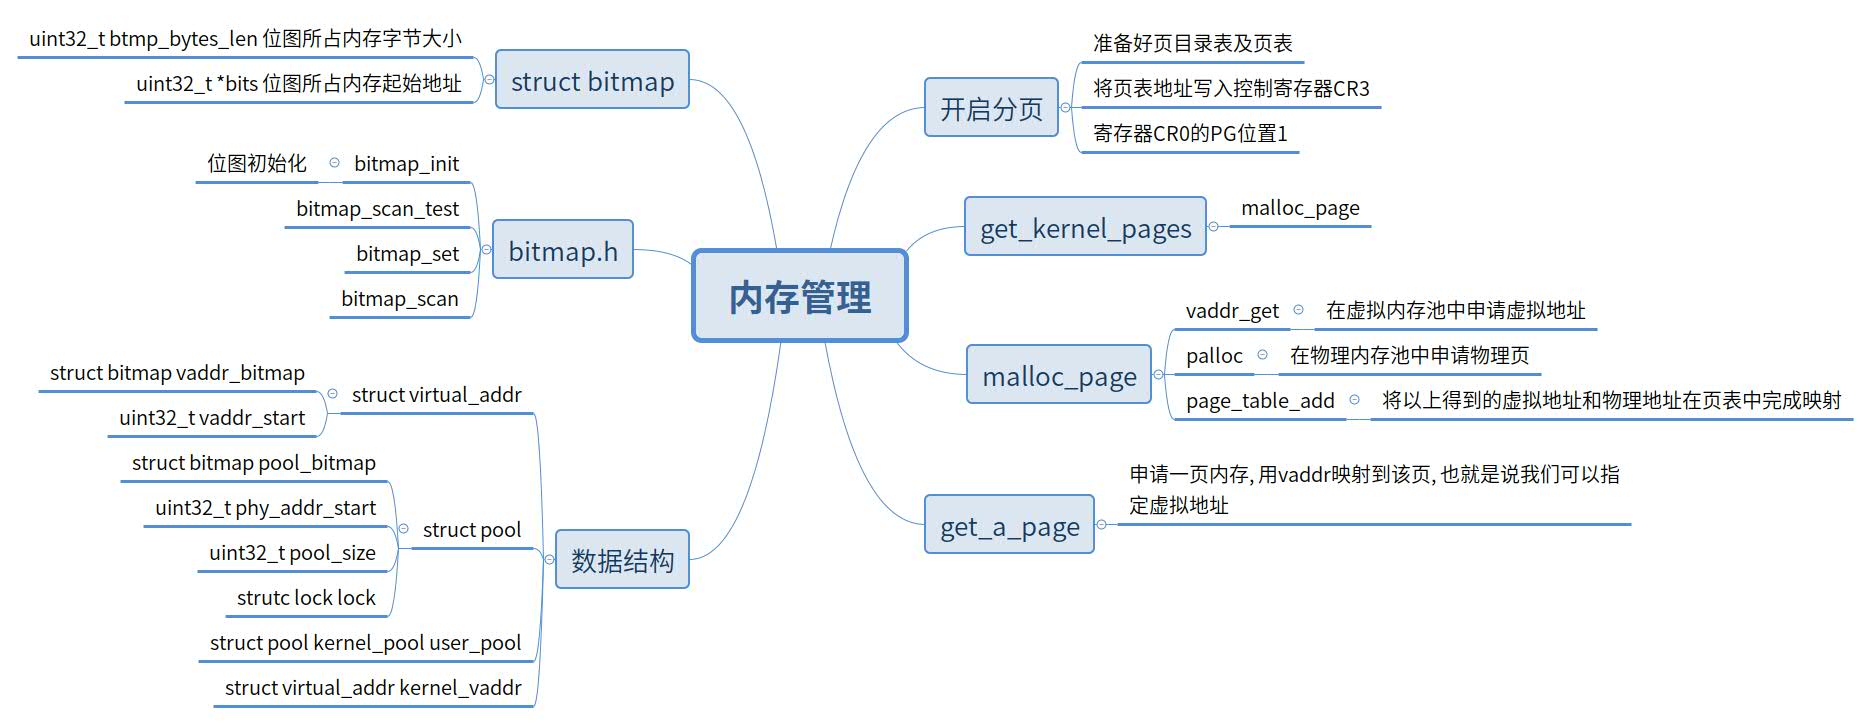 内存管理
struct bitmap
uint32_t btmp_bytes_len 位图所占内存字节大小
uint32_t *bits 位图所占内存起始地址
bitmap.h
bitmap_init
位图初始化
bitmap_scan_test
bitmap_set
bitmap_scan
数据结构
struct virtual_addr
struct bitmap vaddr_bitmap
uint32_t vaddr_start
struct pool
struct bitmap pool_bitmap
uint32_t phy_addr_start
uint32_t pool_size
strutc lock lock
struct pool kernel_pool user_pool
struct virtual_addr kernel_vaddr
开启分页
准备好页目录表及页表
将页表地址写入控制寄存器CR3
寄存器CR0的PG位置1
get_kernel_pages
malloc_page
malloc_page
vaddr_get
在虚拟内存池中申请虚拟地址
palloc
在物理内存池中申请物理页
page_table_add
将以上得到的虚拟地址和物理地址在页表中完成映射
get_a_page
申请一页内存, 用vaddr映射到该页, 也就是说我们可以指
定虚拟地址